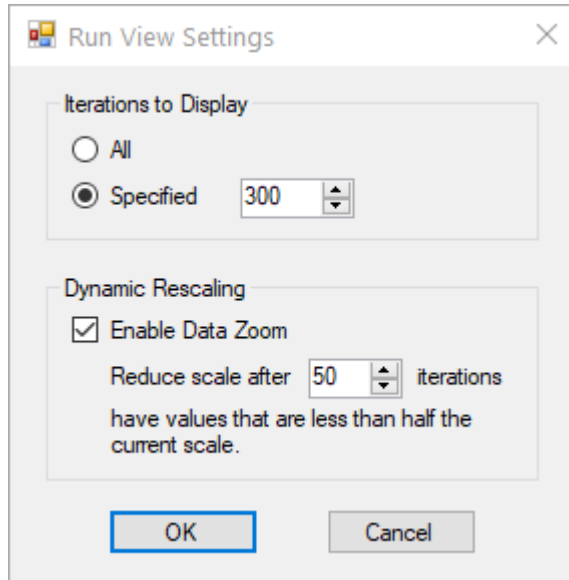 Run View Settings
Iterations to Display
All
Specified 300
Dynamic Rescaling
Enable Data Zoom
Reduce scale after 50 iterations
have values that are less than half the
current scale.
OK Cancel